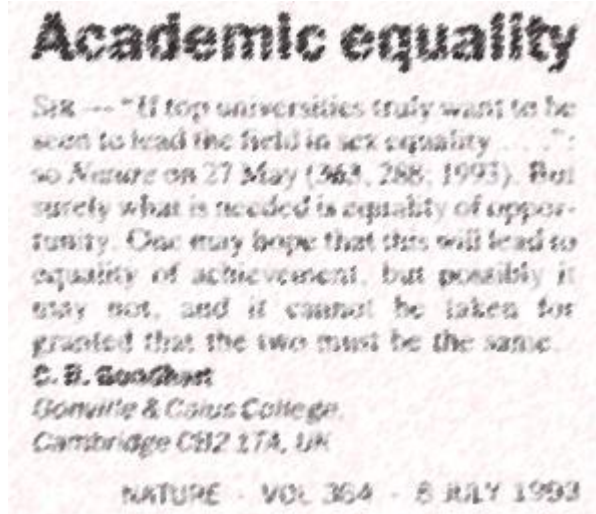 Academic equality
SIR — "If top universities truly want to be
seen to lead the field in sex equality . . .":
so Nature on 27 May (363, 288; 1993). But
surely what is needed is equality of oppor-
tunity. One may hope that this will lead to
equality of achievement, but possibly it
may not, and it cannot be taken for
granted that the two must be the same.
C. B. Goodhart
Gonville & Caius College,
Cambridge CB2 1TA, UK
NATURE · VOL 364 · 8 JULY 1993